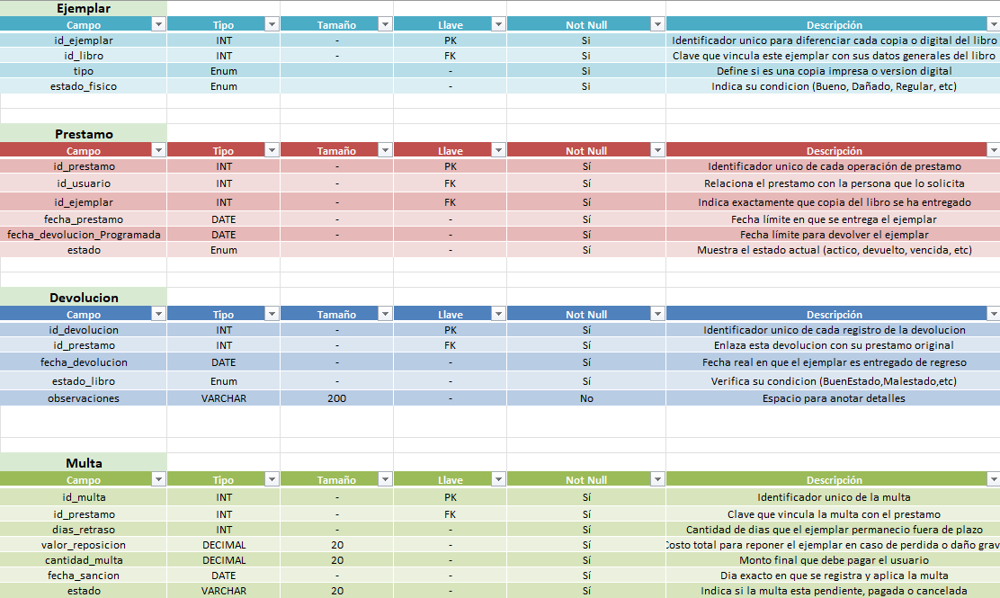 Ejemplar
Campo Tipo Tamaño Llave Not Null Descripción
id_ejemplar INT - PK Si Identificador unico para diferenciar cada copia o digital del libro
id_libro INT - FK Si Clave que vincula este ejemplar con sus datos generales del libro
tipo Enum - Si Define si es una copia impresa o version digital
estado_fisico Enum - Si Indica su condicion (Bueno, Dañado, Regular, etc)
Prestamo
Campo Tipo Tamaño Llave Not Null Descripción
id_prestamo INT - PK Sí Identificador unico de cada operación de prestamo
id_usuario INT - FK Sí Relaciona el prestamo con la persona que lo solicita
id_ejemplar INT - FK Sí Indica exactamente que copia del libro se ha entregado
fecha_prestamo DATE - - Sí Fecha límite en que se entrega el ejemplar
fecha_devolucion_Programada DATE - - Sí Fecha límite para devolver el ejemplar
estado Enum - - Sí Muestra el estado actual (actico, devuelto, vencida, etc)
Devolucion
Campo Tipo Tamaño Llave Not Null Descripción
id_devolucion INT - PK Sí Identificador unico de cada registro de la devolucion
id_prestamo INT - FK Sí Enlaza esta devolucion con su prestamo original
fecha_devolucion DATE - - Sí Fecha real en que el ejemplar es entregado de regreso
estado_libro Enum - - Sí Verifica su condicion (BuenEstado,Malestado,etc)
observaciones VARCHAR 200 - No Espacio para anotar detalles
Multa
Campo Tipo Tamaño Llave Not Null Descripción
id_multa INT - PK Sí Identificador unico de la multa
id_prestamo INT - FK Sí Clave que vincula la multa con el prestamo
dias_retraso INT - - Sí Cantidad de dias que el ejemplar permanecio fuera de plazo
valor_reposicion DECIMAL 20 - Sí Costo total para reponer el ejemplar en caso de perdida o daño grav
cantidad_multa DECIMAL 20 - Sí Monto final que debe pagar el usuario
fecha_sancion DATE - - Sí Dia exacto en que se registra y aplica la multa
estado VARCHAR 20 - Sí Indica si la multa esta pendiente, pagada o cancelada